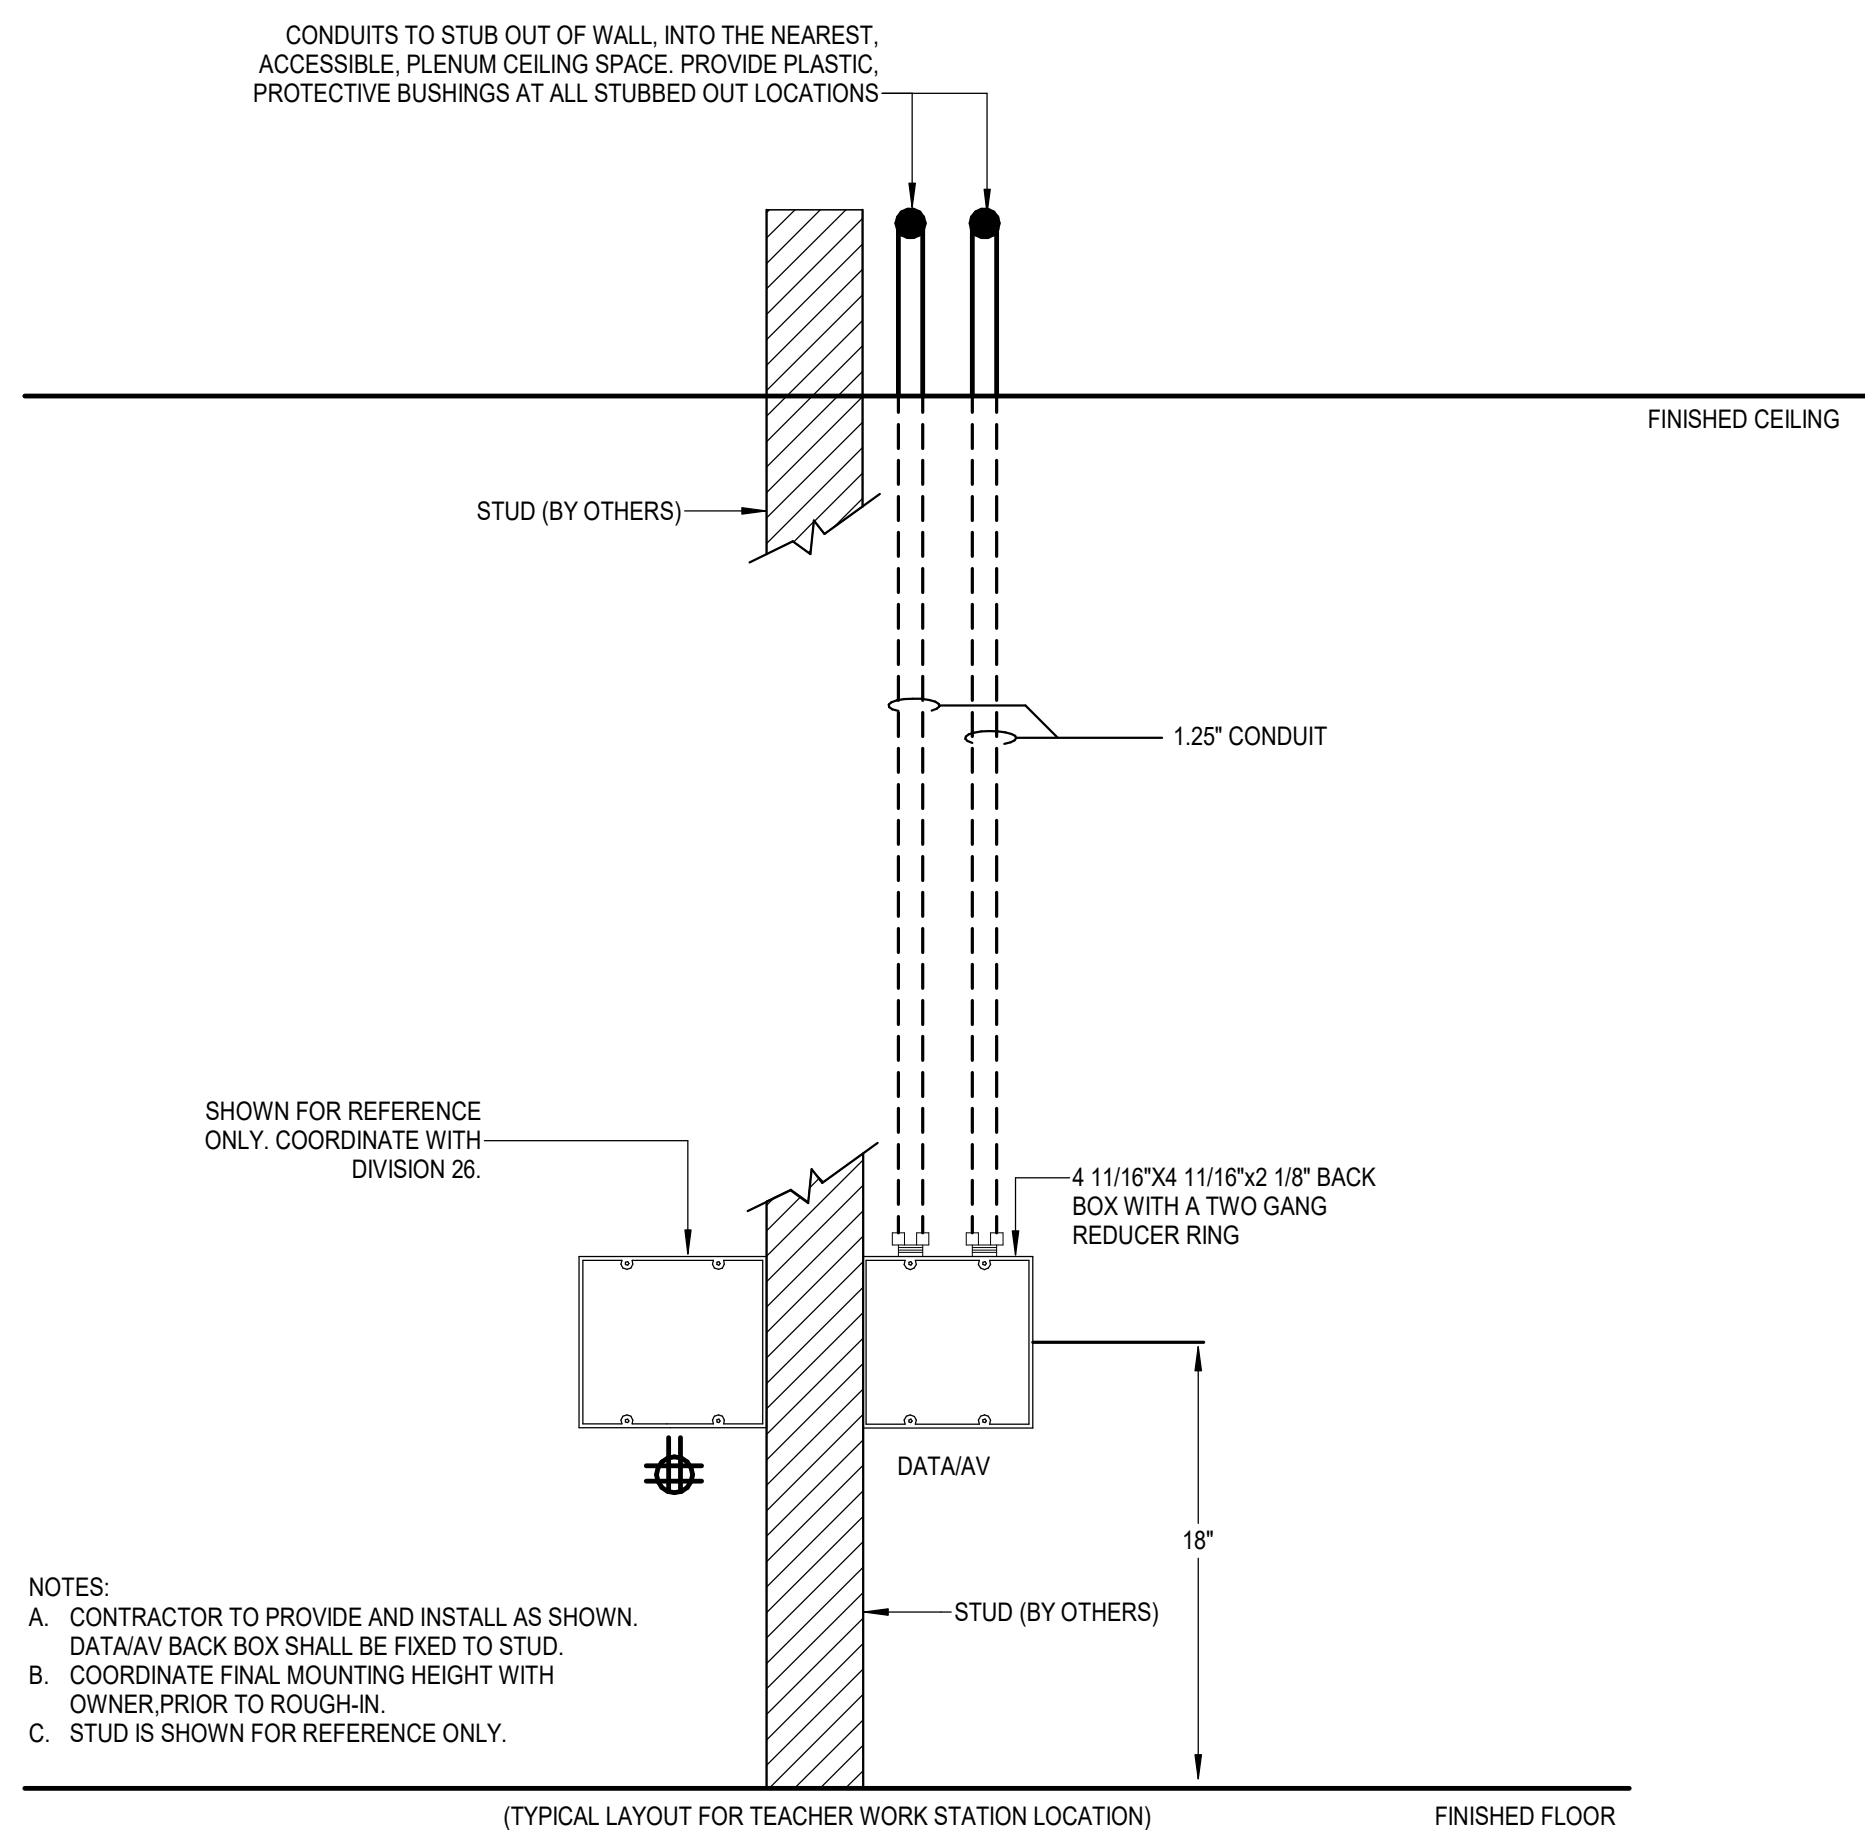 CONDUITS TO STUB OUT OF WALL, INTO THE NEAREST,
ACCESSIBLE, PLENUM CEILING SPACE. PROVIDE PLASTIC,
PROTECTIVE BUSHINGS AT ALL STUBBED OUT LOCATIONS
FINISHED CEILING
STUD (BY OTHERS)
1.25" CONDUIT
SHOWN FOR REFERENCE
ONLY. COORDINATE WITH
DIVISION 26.
4 11/16"X4 11/16"x2 1/8" BACK
BOX WITH A TWO GANG
REDUCER RING
DATA/AV
18"
STUD (BY OTHERS)
NOTES:
A. CONTRACTOR TO PROVIDE AND INSTALL AS SHOWN.
DATA/AV BACK BOX SHALL BE FIXED TO STUD.
B. COORDINATE FINAL MOUNTING HEIGHT WITH
OWNER,PRIOR TO ROUGH-IN.
C. STUD IS SHOWN FOR REFERENCE ONLY.
(TYPICAL LAYOUT FOR TEACHER WORK STATION LOCATION)
FINISHED FLOOR